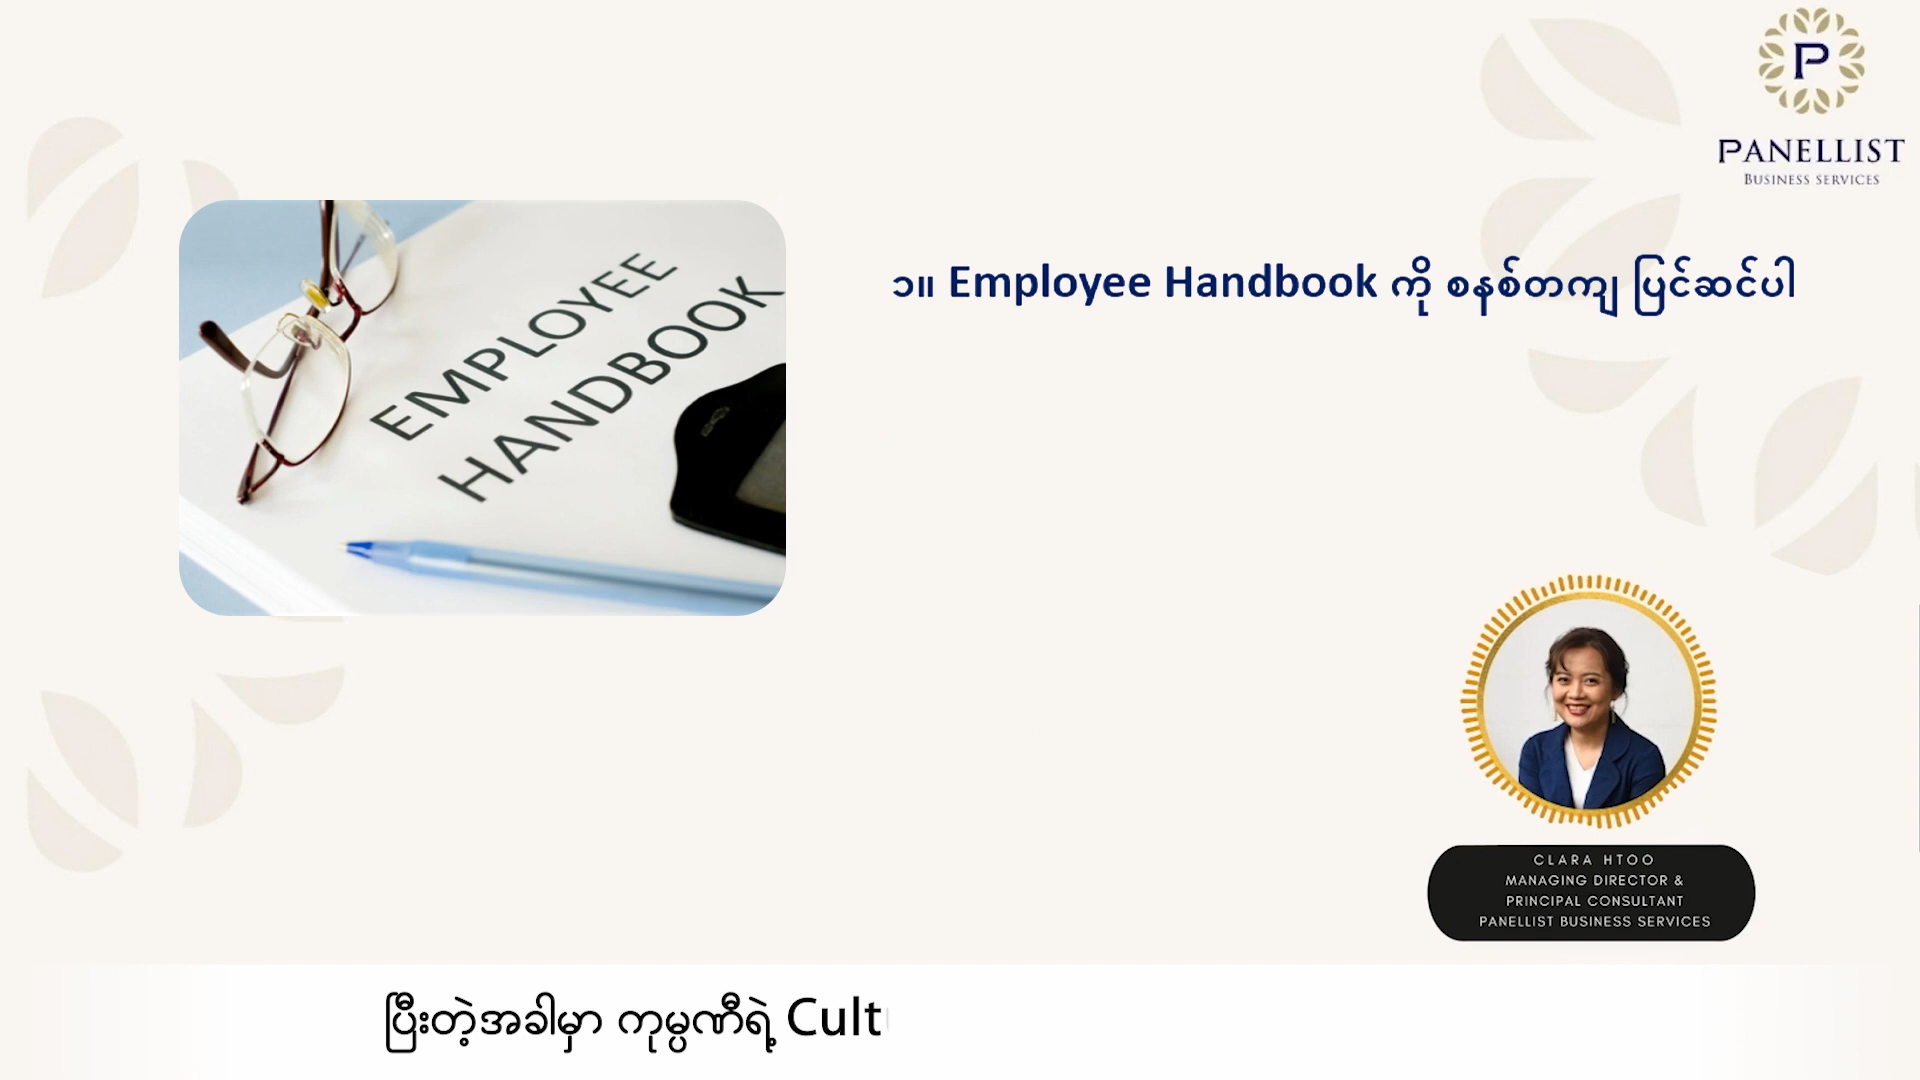 P
PANELLIST
BUSINESS SERVICES
EMPLOYEE
HANDBOOK
၁။ Employee Handbook ကို စနစ်တကျ ပြင်ဆင်ပါ
CLARA HTOO
MANAGING DIRECTOR &
PRINCIPAL CONSULTANT
PANELLIST BUSINESS SERVICES
ပြီးတဲ့အခါမှာ ကုမ္ပဏီရဲ့ Cult